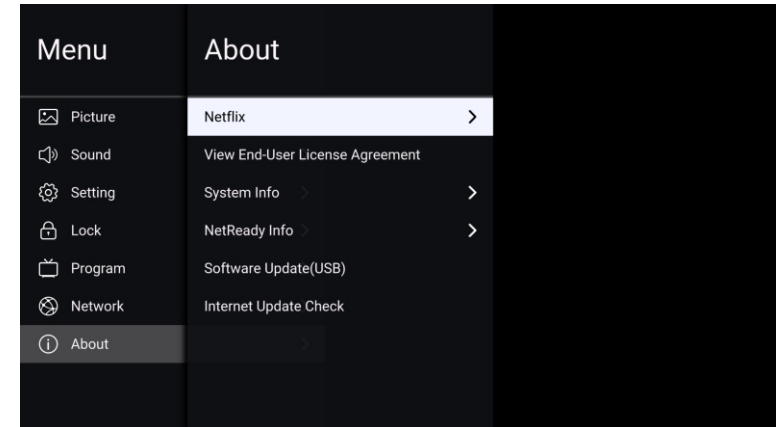 Menu
Picture
Sound
Setting
Lock
Program
Network
About
About
Netflix
View End-User License Agreement
System Info
NetReady Info
Software Update(USB)
Internet Update Check